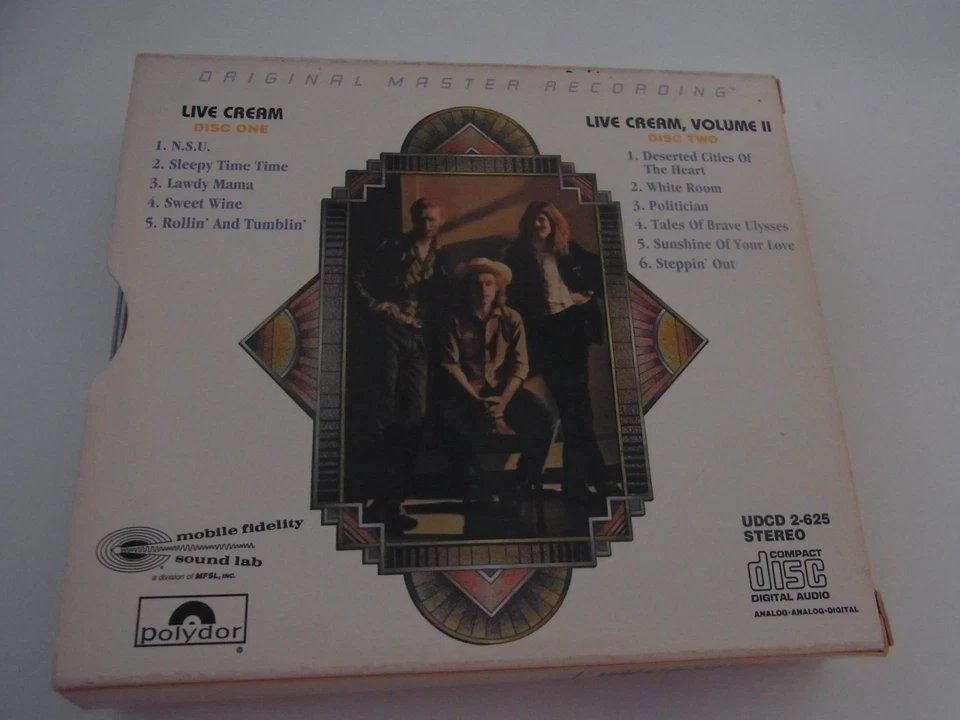 ORIGINAL MASTER RECORDING™
LIVE CREAM
DISC ONE
1. N.S.U.
2. Sleepy Time Time
3. Lawdy Mama
4. Sweet Wine
5. Rollin' And Tumblin'
LIVE CREAM, VOLUME II
DISC TWO
1. Deserted Cities Of
The Heart
2. White Room
3. Politician
4. Tales Of Brave Ulysses
5. Sunshine Of Your Love
6. Steppin' Out
mobile fidelity
sound lab
a division of MFSL, INC.
polydor®
UDCD 2-625
STEREO
COMPACT
disc
DIGITAL AUDIO
ANALOG•ANALOG•DIGITAL